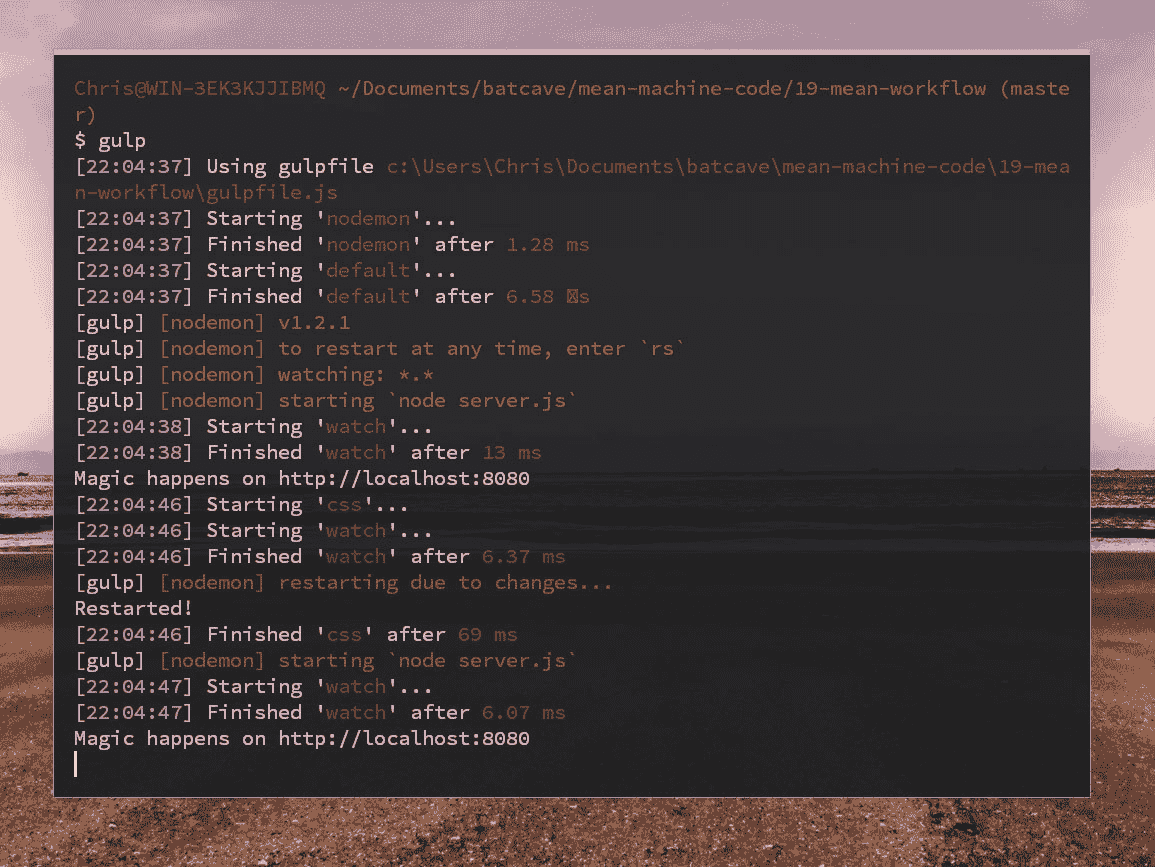 Chris@WIN-3EK3KJJIBMQ ~/Documents/batcave/mean-machine-code/19-mean-workflow (maste
r)
$ gulp
[22:04:37] Using gulpfile c:\Users\Chris\Documents\batcave\mean-machine-code\19-mea
n-workflow\gulpfile.js
[22:04:37] Starting 'nodemon'...
[22:04:37] Finished 'nodemon' after 1.28 ms
[22:04:37] Starting 'default'...
[22:04:37] Finished 'default' after 6.58 �s
[gulp] [nodemon] v1.2.1
[gulp] [nodemon] to restart at any time, enter `rs`
[gulp] [nodemon] watching: *.*
[gulp] [nodemon] starting `node server.js`
[22:04:38] Starting 'watch'...
[22:04:38] Finished 'watch' after 13 ms
Magic happens on http://localhost:8080
[22:04:46] Starting 'css'...
[22:04:46] Starting 'watch'...
[22:04:46] Finished 'watch' after 6.37 ms
[gulp] [nodemon] restarting due to changes...
Restarted!
[22:04:46] Finished 'css' after 69 ms
[gulp] [nodemon] starting `node server.js`
[22:04:47] Starting 'watch'...
[22:04:47] Finished 'watch' after 6.07 ms
Magic happens on http://localhost:8080